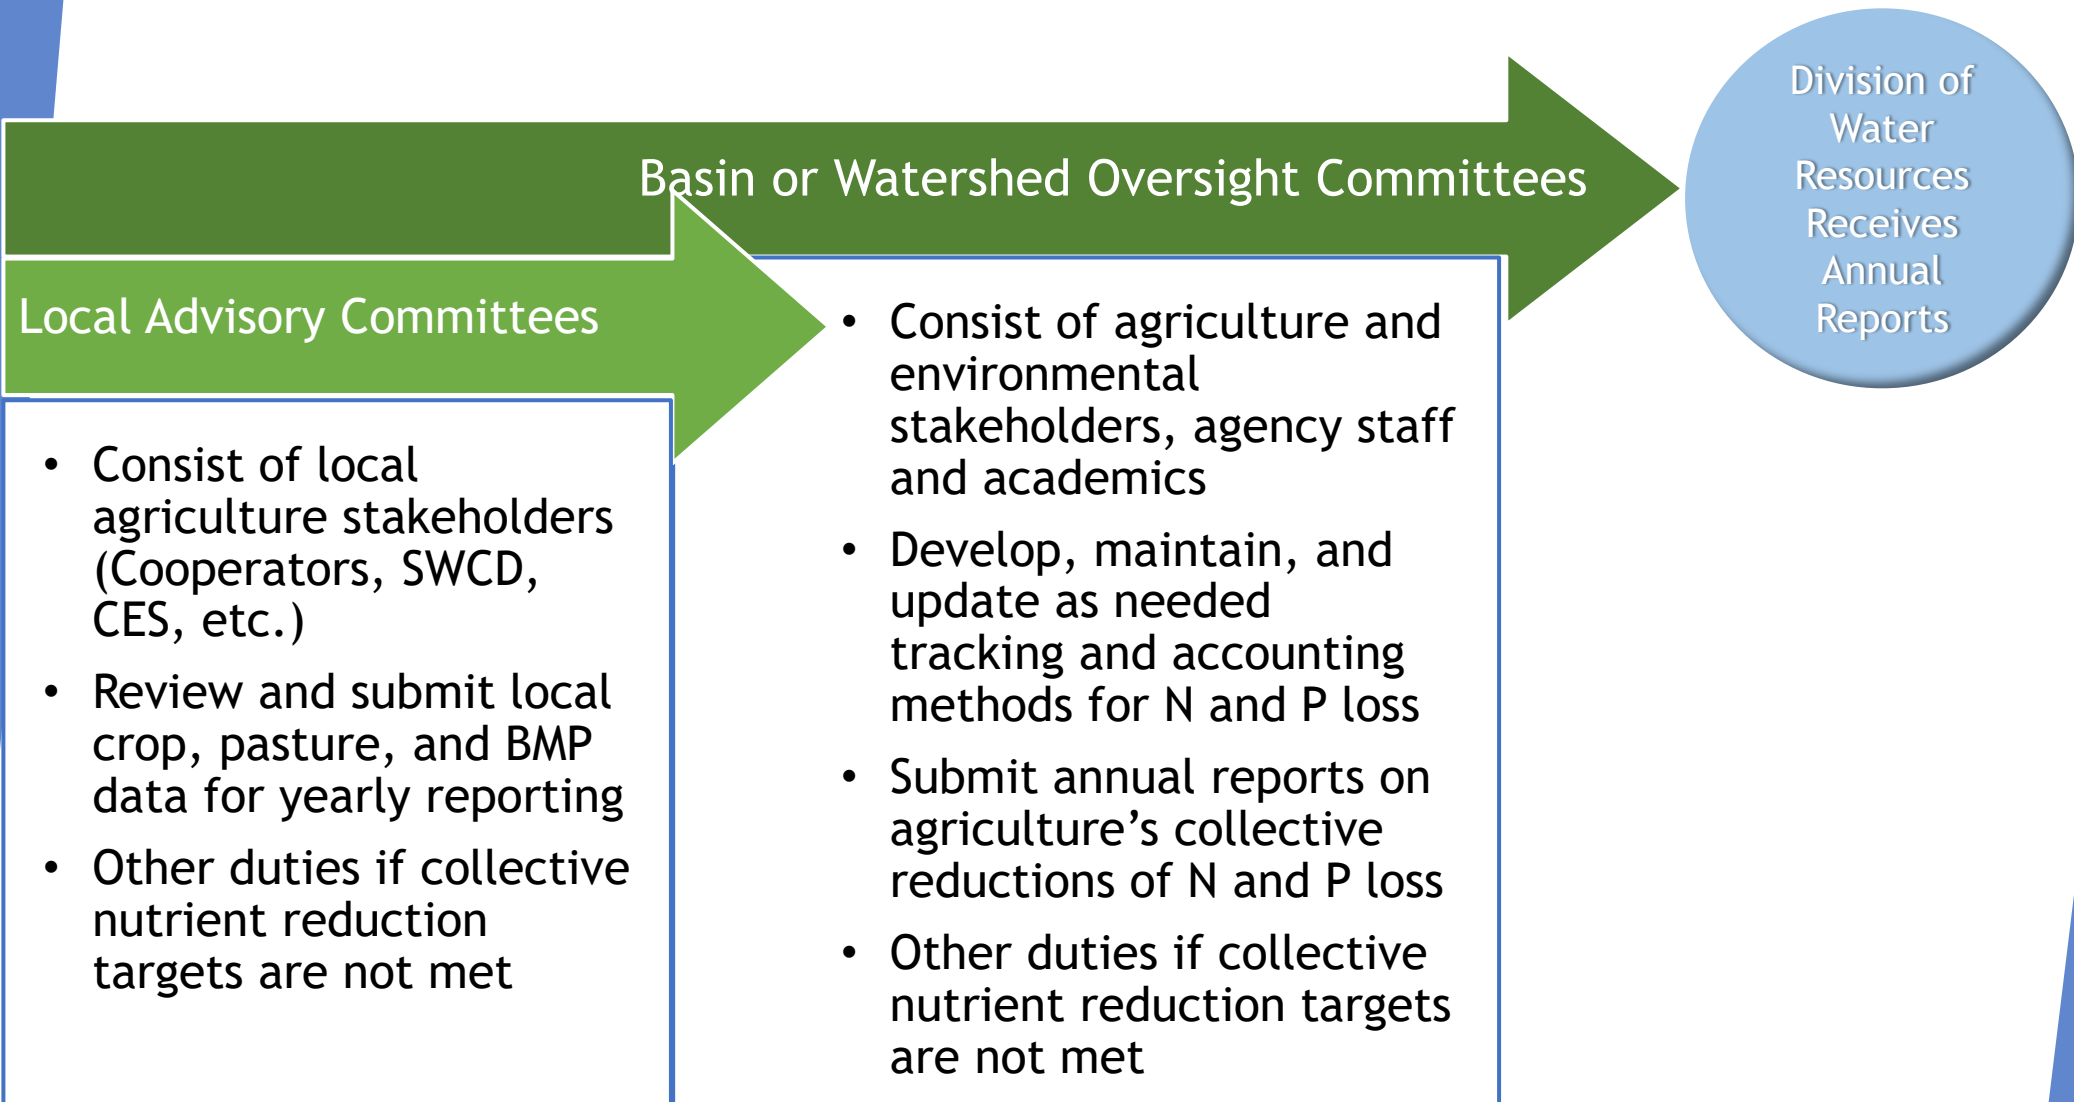 Basin or Watershed Oversight Committees
Local Advisory Committees
• Consist of local
agriculture stakeholders
(Cooperators, SWCD,
CES, etc.)
• Review and submit local
crop, pasture, and BMP
data for yearly reporting
• Other duties if collective
nutrient reduction
targets are not met
• Consist of agriculture and
environmental
stakeholders, agency staff
and academics
• Develop, maintain, and
update as needed
tracking and accounting
methods for N and P loss
• Submit annual reports on
agriculture’s collective
reductions of N and P loss
• Other duties if collective
nutrient reduction targets
are not met
Division of
Water
Resources
Receives
Annual
Reports